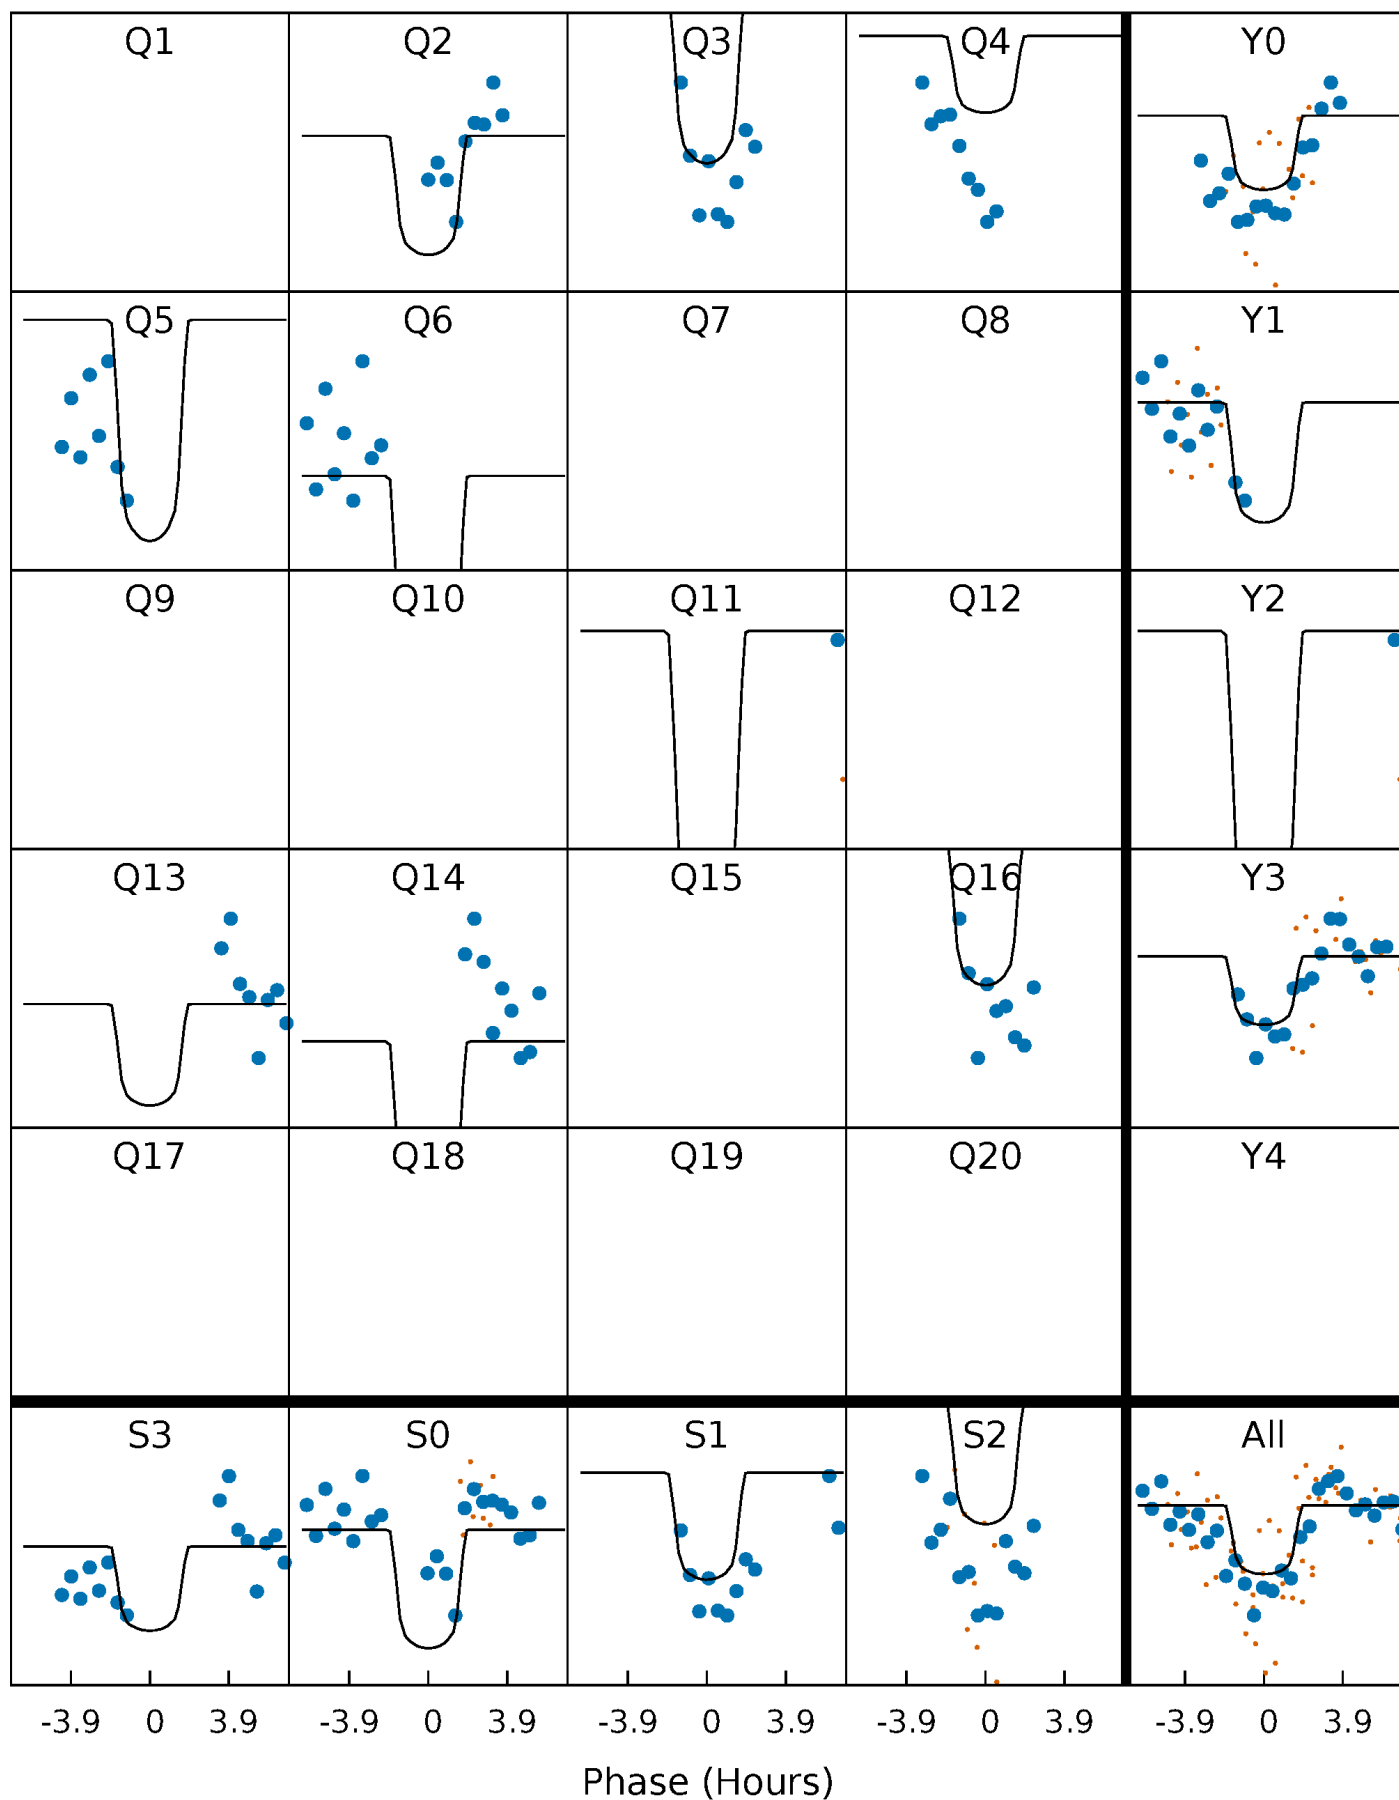 Q1 Q2 Q3 Q4 Y0
Q5 Q6 Q7 Q8 Y1
Q9 Q10 Q11 Q12 Y2
Q13 Q14 Q15 Q16 Y3
Q17 Q18 Q19 Q20 Y4
S3 S0 S1 S2 All
-3.9 0 3.9 -3.9 0 3.9 -3.9 0 3.9 -3.9 0 3.9 -3.9 0 3.9
Phase (Hours)